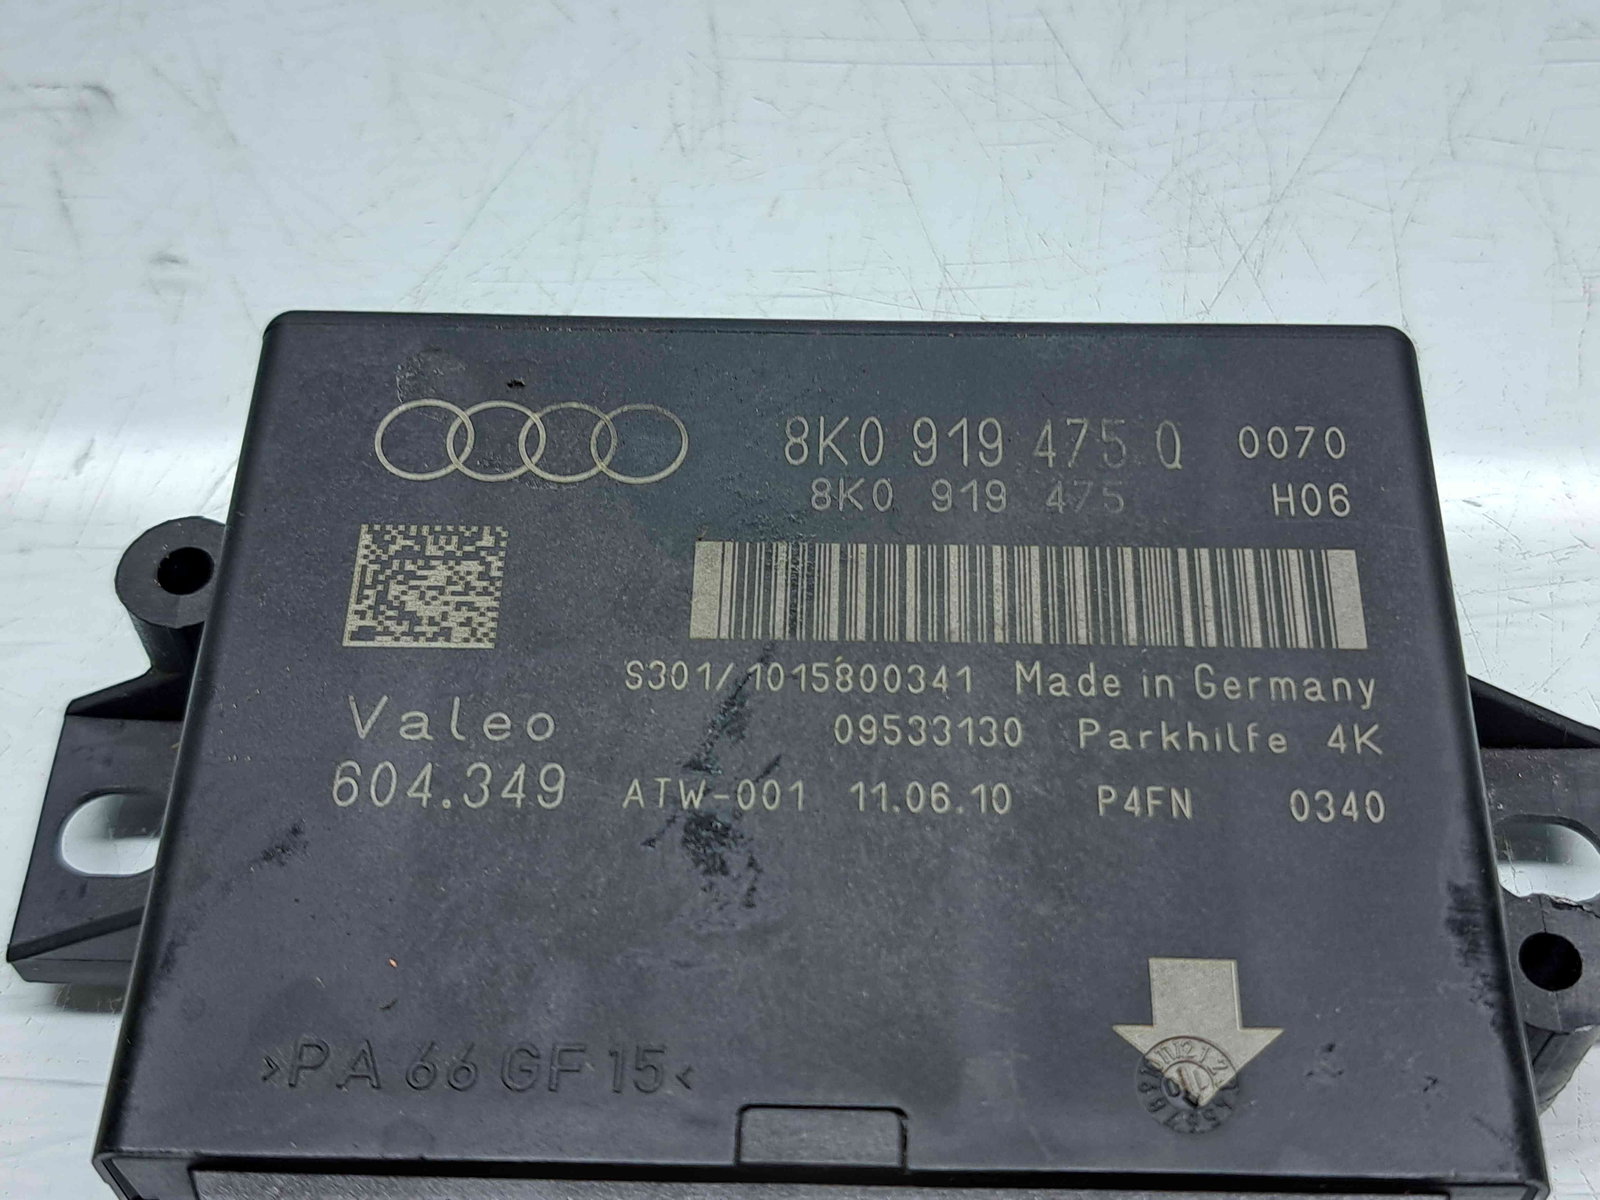 8K0 919 475 Q 0070
8K0 919 475 H06
S301/1015800341 Made in Germany
Valeo 09533130 Parkhilfe 4K
604.349 ATW-001 11.06.10 P4FN 0340
>PA 66 GF 15<